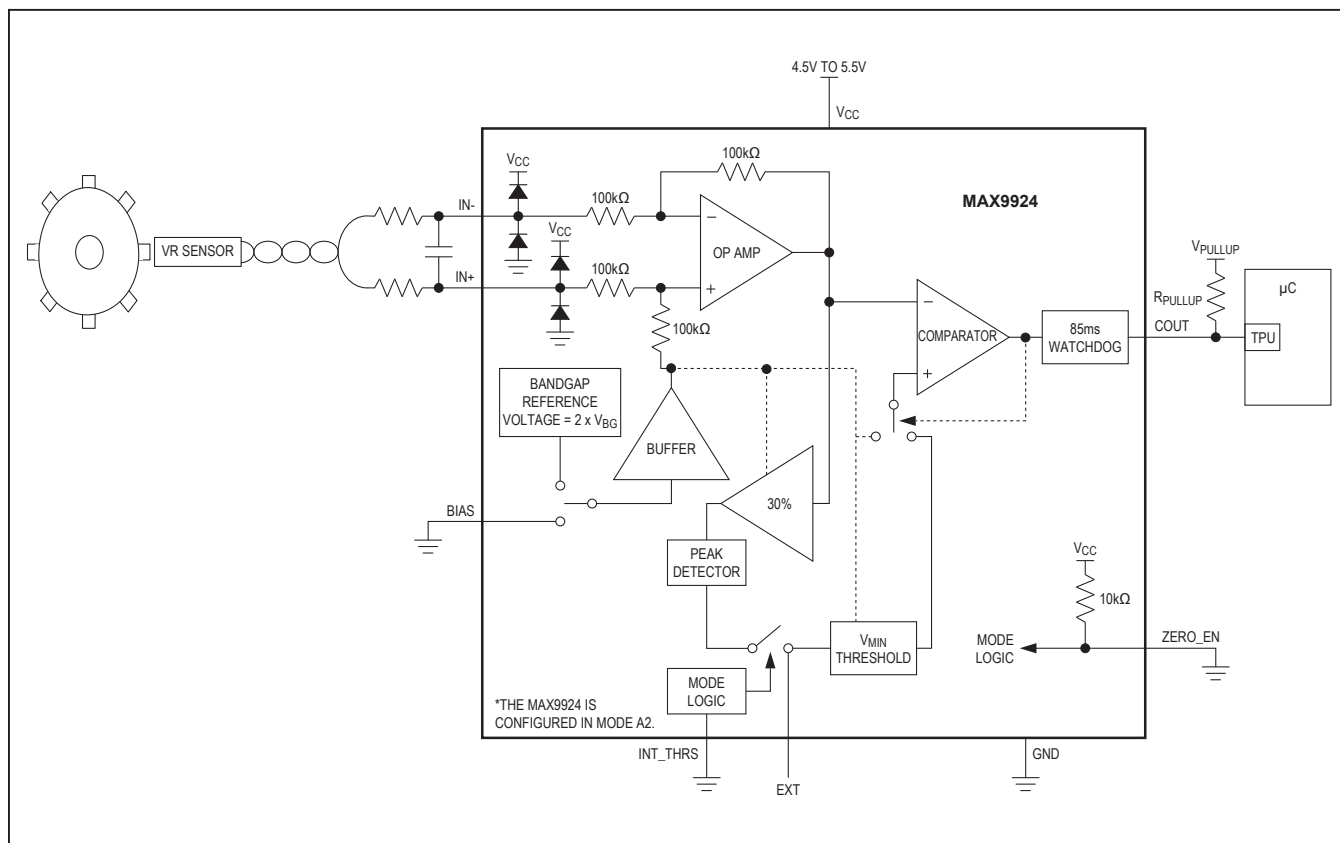 4.5V TO 5.5V
VCC
VCC
100kΩ
MAX9924
100kΩ
IN-
VCC
VR SENSOR
OP AMP
−
+
VPULLUP
µC
IN+
100kΩ
RPULLUP
100kΩ
COMPARATOR
−
+
85ms
WATCHDOG
COUT
TPU
BANDGAP
REFERENCE
VOLTAGE = 2 x VBG
BUFFER
30%
BIAS
PEAK
DETECTOR
VCC
10kΩ
VMIN
THRESHOLD
MODE
LOGIC
ZERO_EN
MODE
LOGIC
*THE MAX9924 IS
CONFIGURED IN MODE A2.
INT_THRS
GND
EXT